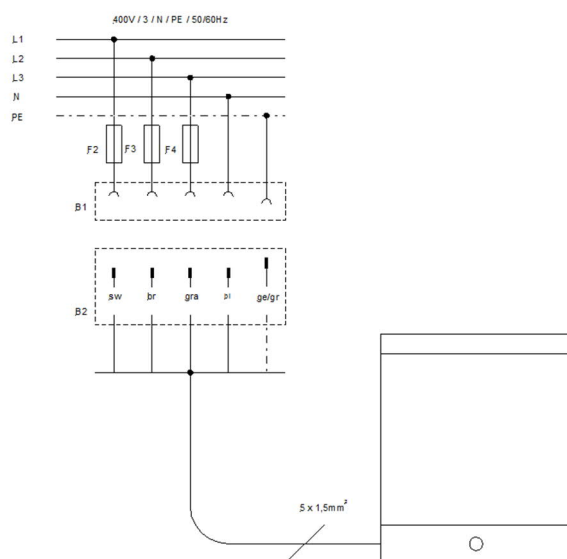 400V / 3 / N / PE / 50/60Hz
L1
L2
L3
N
PE
F2 F3 F4
B1
sw br gra bl ge/gr
B2
5 x 1,5mm²